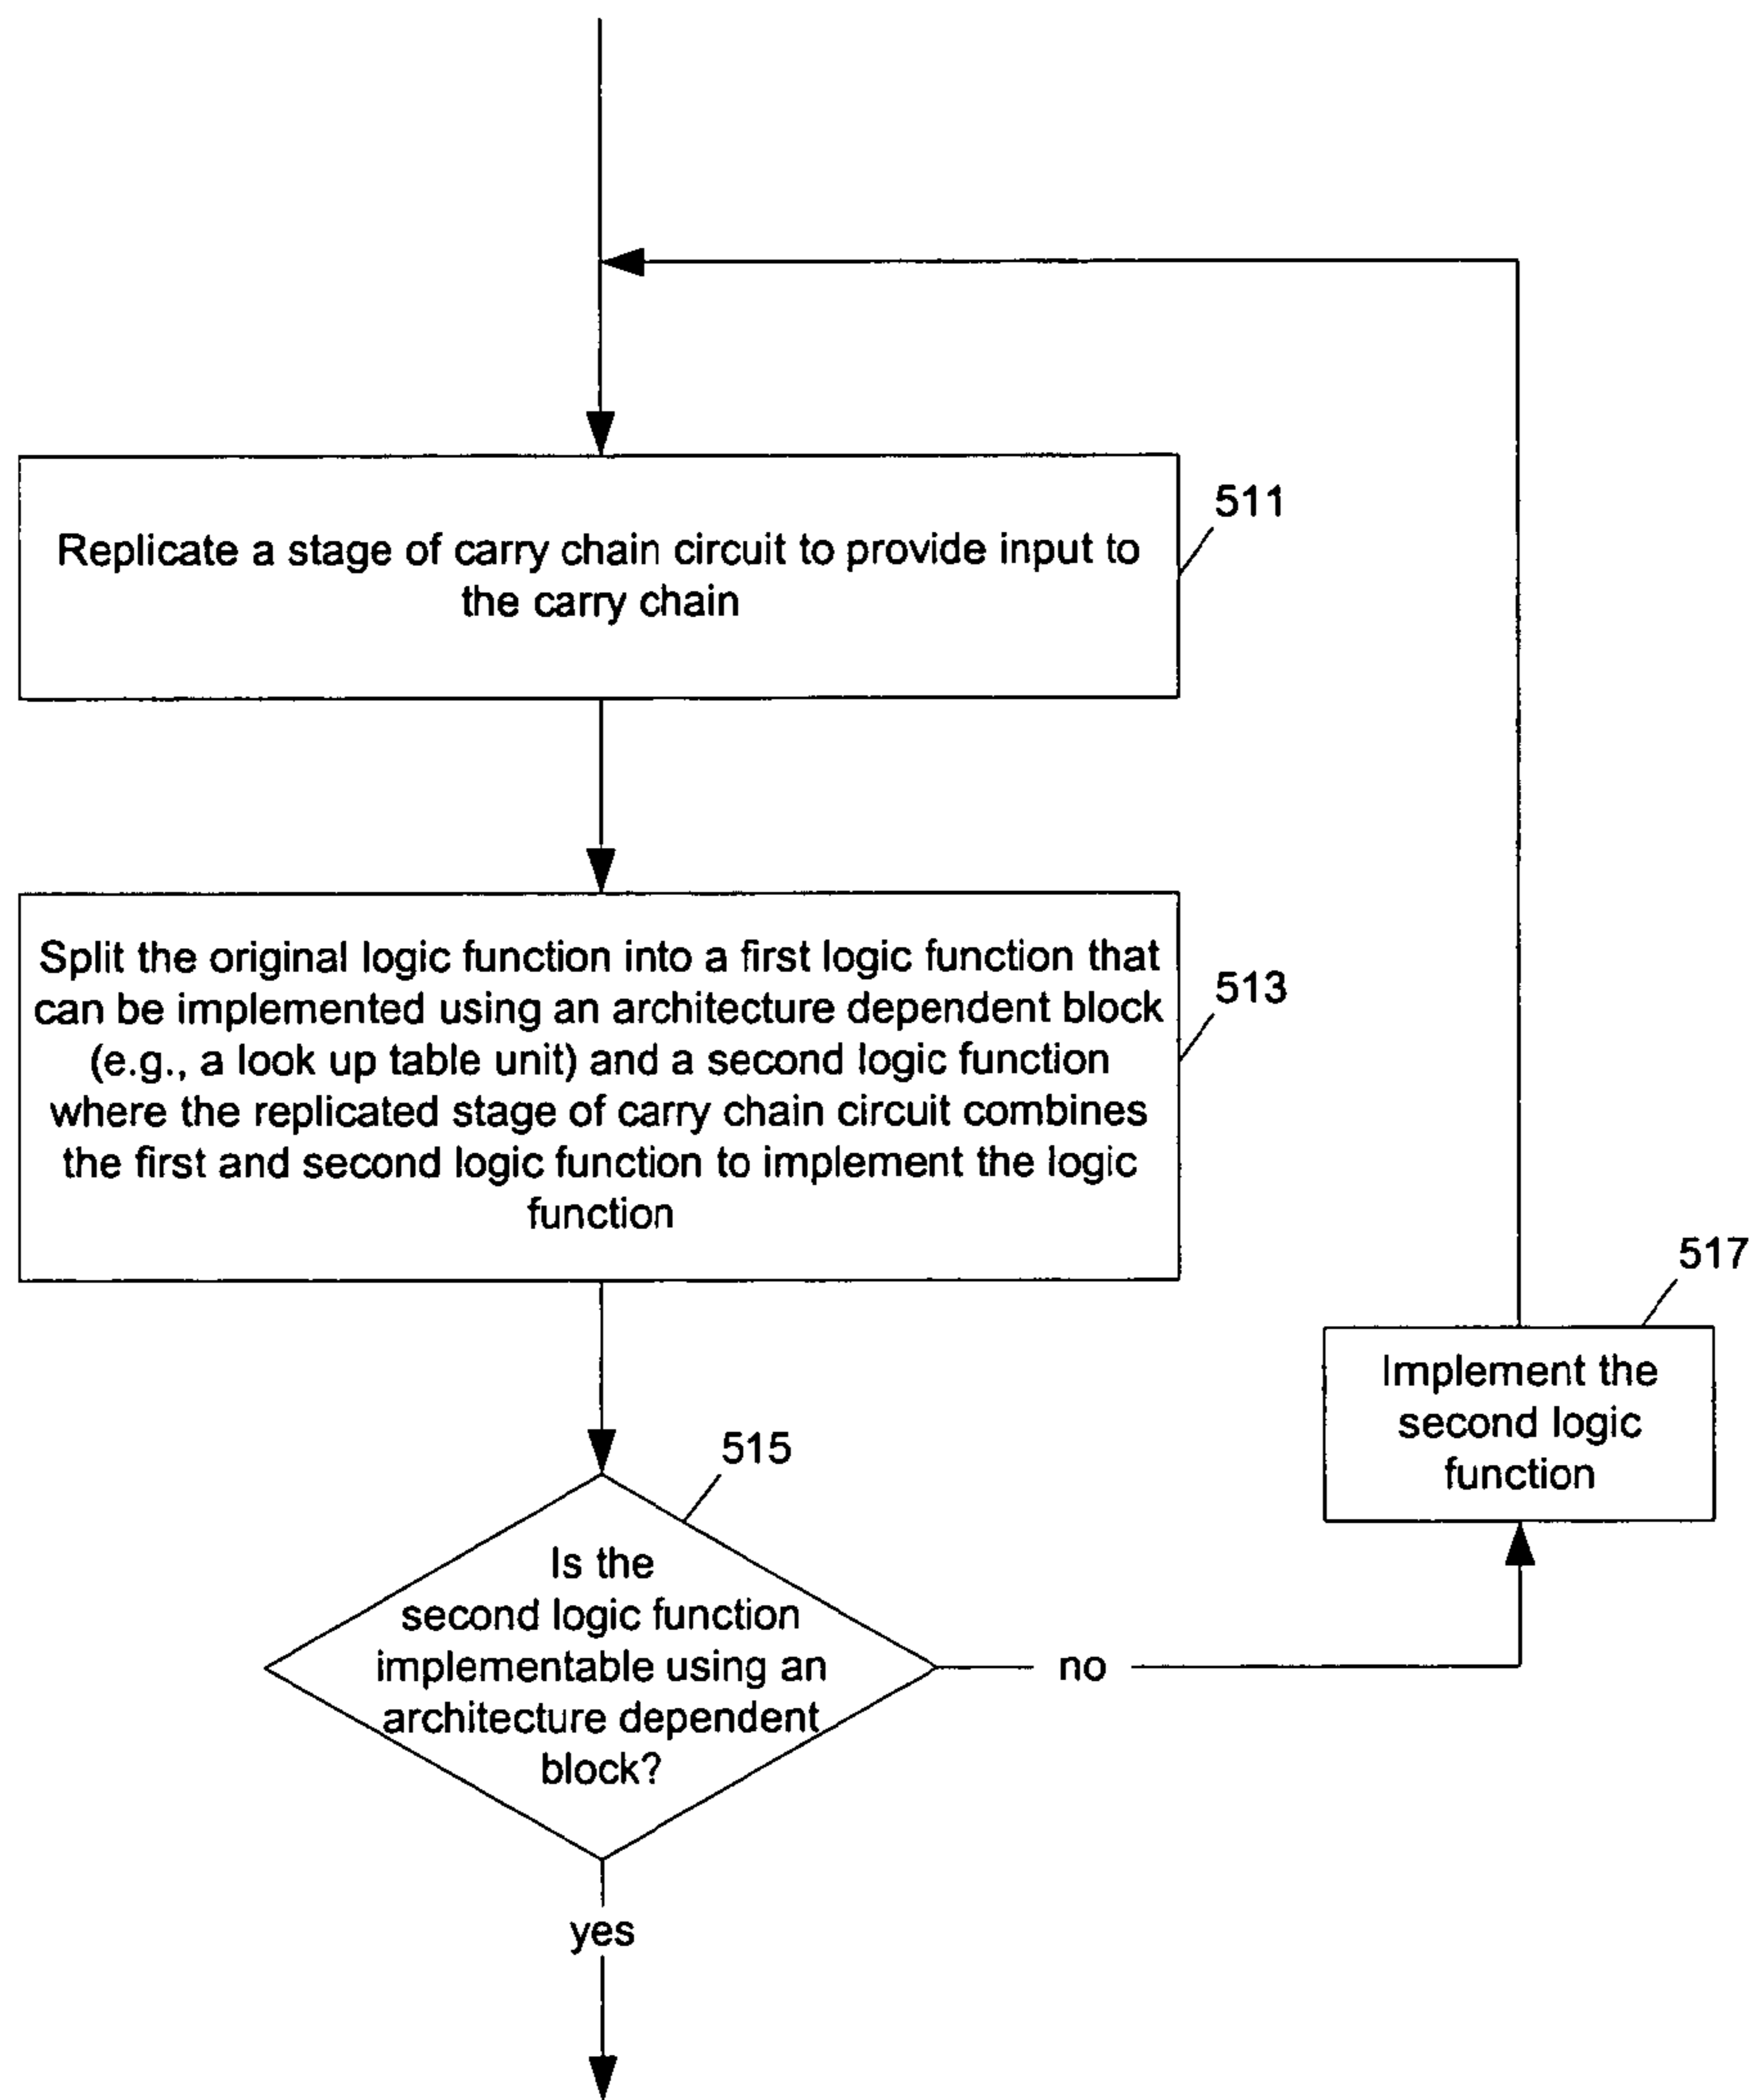 Replicate a stage of carry chain circuit to provide input to
the carry chain
511
Split the original logic function into a first logic function that
can be implemented using an architecture dependent block
(e.g., a look up table unit) and a second logic function
where the replicated stage of carry chain circuit combines
the first and second logic function to implement the logic
function
513
517
Implement the
second logic
function
515
Is the
second logic function
implementable using an
architecture dependent
block?
no
yes